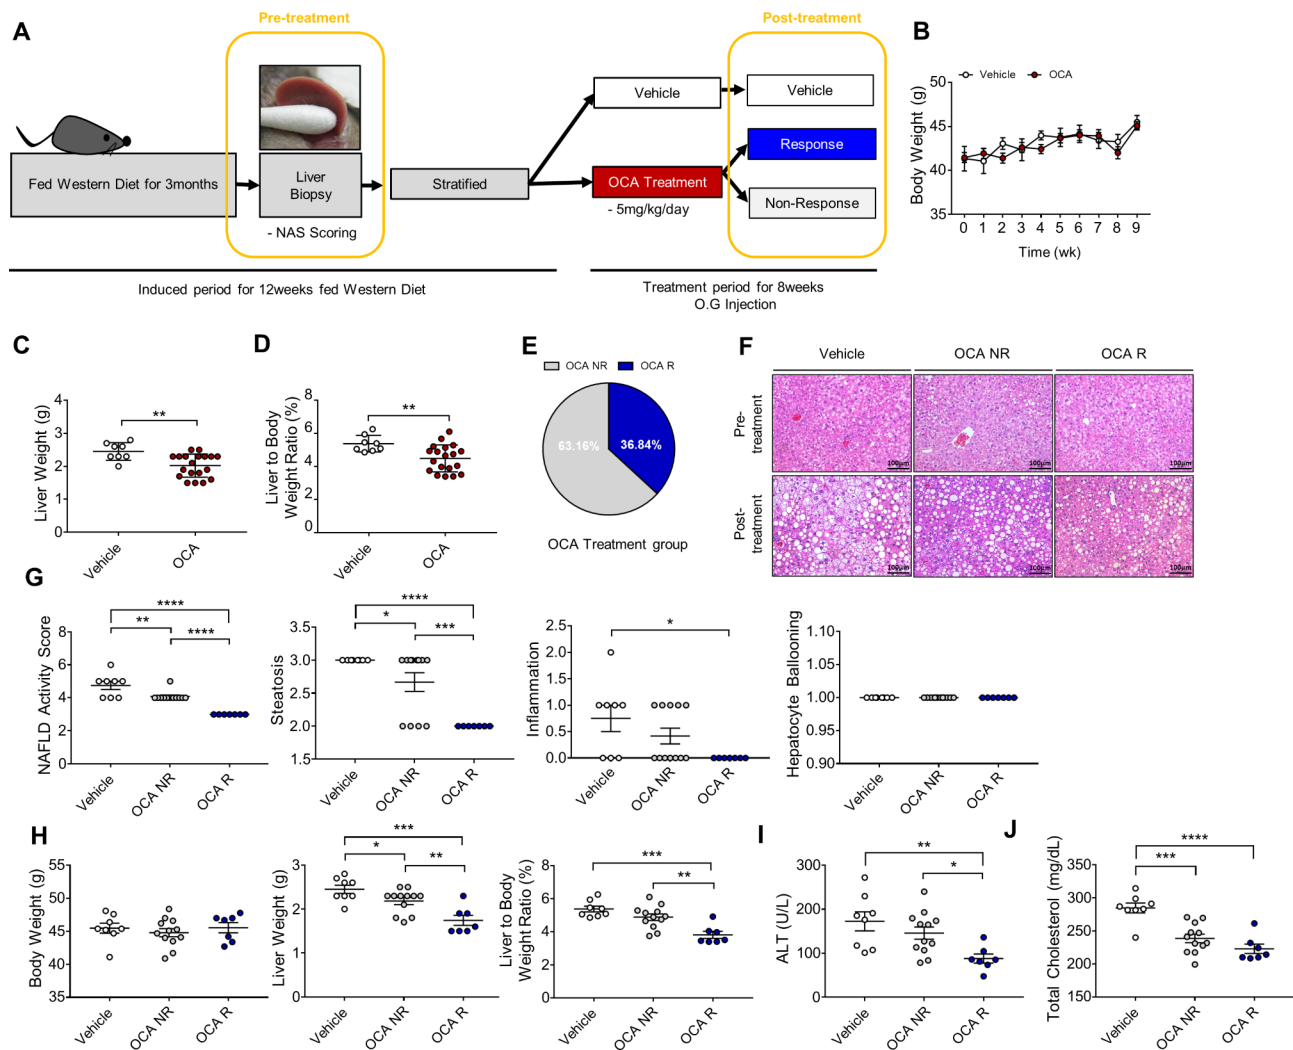 A
Pre-treatment
Post-treatment
Fed Western Diet for 3months
Liver
Biopsy
- NAS Scoring
Stratified
Vehicle
OCA Treatment
- 5mg/kg/day
Vehicle
Response
Non-Response
Induced period for 12weeks fed Western Diet
Treatment period for 8weeks
O.G Injection
B
Vehicle
OCA
Body Weight (g)
50
45
40
35
0 1 2 3 4 5 6 7 8 9
Time (wk)
C
Liver Weight (g)
4
3
2
1
0
**
Vehicle
OCA
D
Liver to Body
Weight Ratio (%)
8
6
4
2
0
**
Vehicle
OCA
E
OCA NR
OCA R
63.16%
36.84%
OCA Treatment group
F
Vehicle
OCA NR
OCA R
Pre-
treatment
100μm
100μm
100μm
Post-
treatment
100μm
100μm
100μm
G
NAFLD Activity Score
8
6
4
2
0
****
**
****
Vehicle
OCA NR
OCA R
Steatosis
3.5
3.0
2.5
2.0
1.5
****
*
***
Vehicle
OCA NR
OCA R
Inflammation
2.5
2.0
1.5
1.0
0.5
0.0
*
Vehicle
OCA NR
OCA R
Hepatocyte Ballooning
1.10
1.05
1.00
0.95
0.90
Vehicle
OCA NR
OCA R
H
Body Weight (g)
55
50
45
40
35
Vehicle
OCA NR
OCA R
Liver Weight (g)
3
2
1
0
***
*
**
Vehicle
OCA NR
OCA R
Liver to Body
Weight Ratio (%)
8
6
4
2
0
***
**
Vehicle
OCA NR
OCA R
I
ALT (U/L)
300
200
100
0
**
*
Vehicle
OCA NR
OCA R
J
Total Cholesterol (mg/dL)
350
300
250
200
150
****
***
Vehicle
OCA NR
OCA R